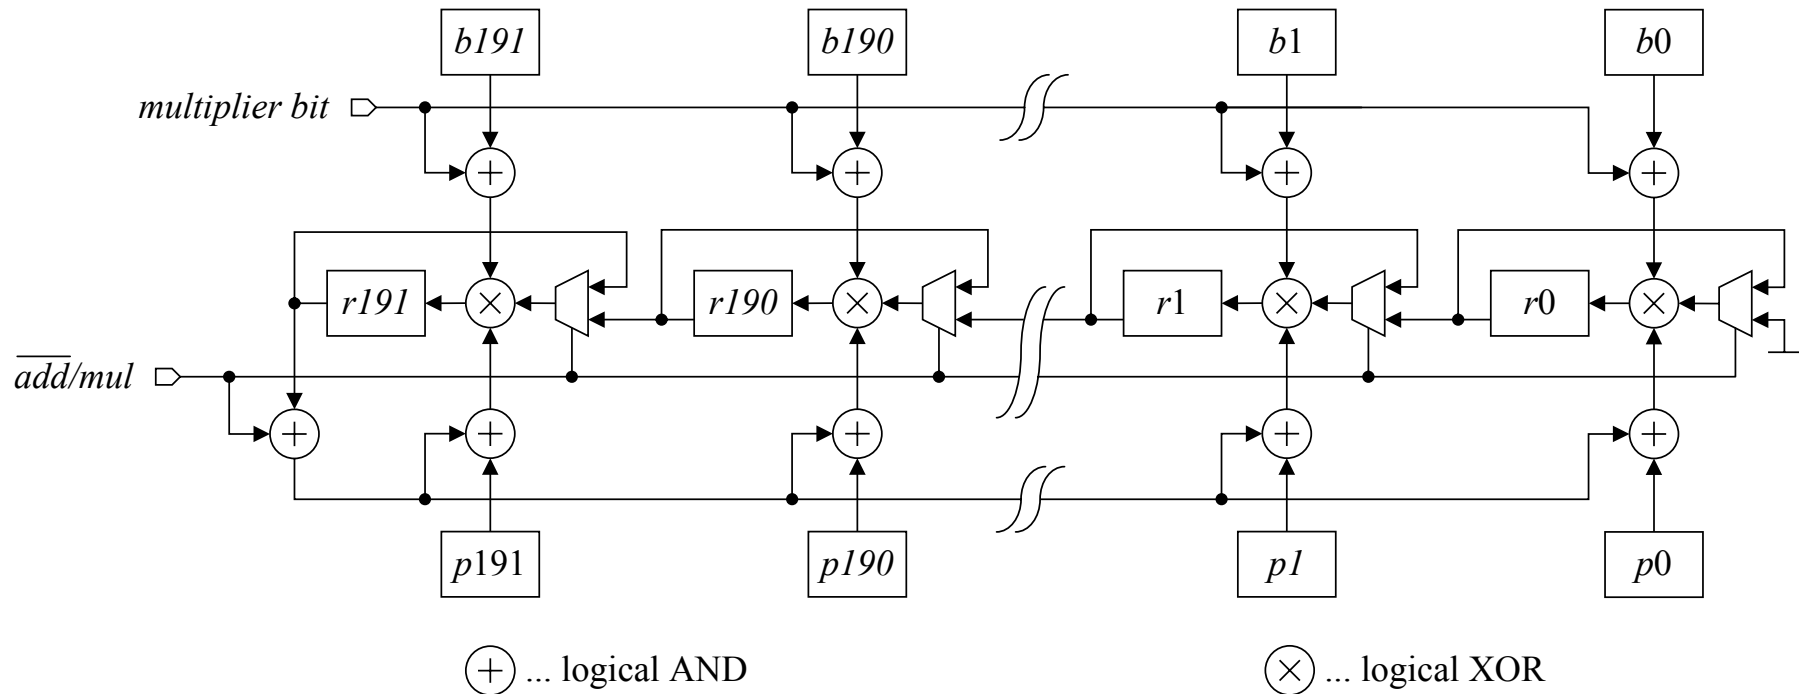 b191 b190 b1 b0
multiplier bit
r191 r190 r1 r0
add/mul
p191 p190 p1 p0
... logical AND ... logical XOR